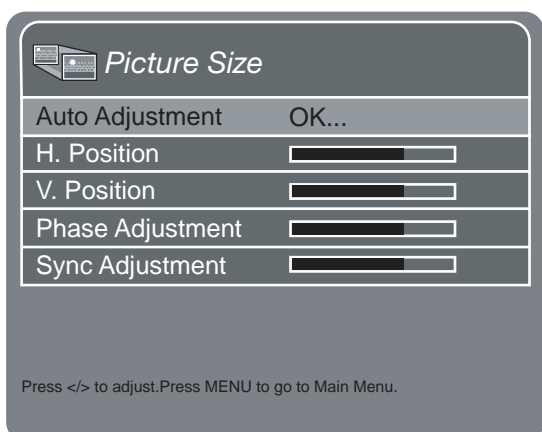 Picture Size
Auto Adjustment OK...
H. Position
V. Position
Phase Adjustment
Sync Adjustment
Press </> to adjust.Press MENU to go to Main Menu.